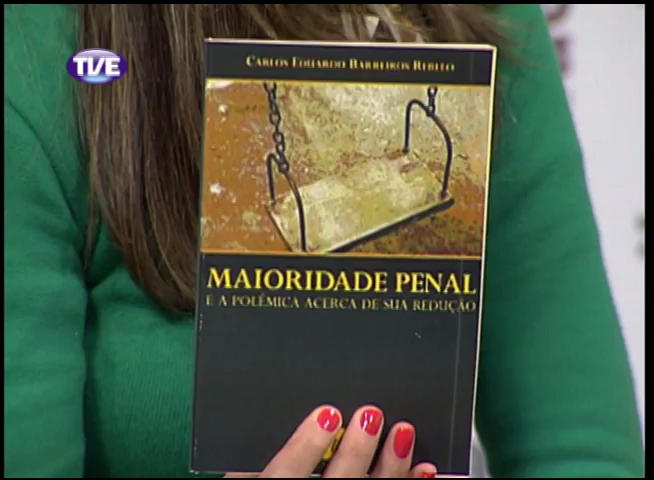 TVE
CARLOS EDUARDO BARREIROS REBELO
MAIORIDADE PENAL
E A POLÊMICA ACERCA DE SUA REDUÇÃO